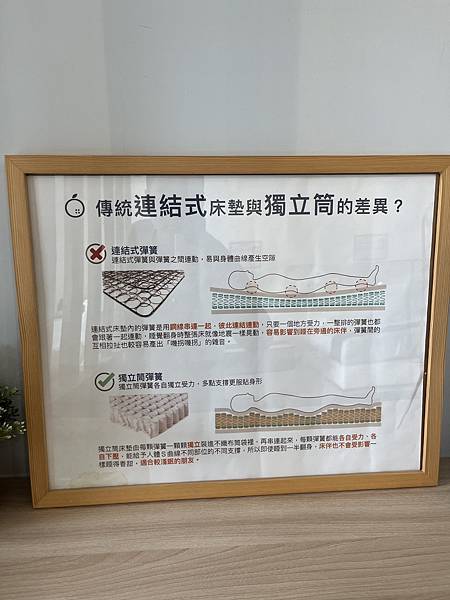 傳統連結式床墊與獨立筒的差異？
連結式彈簧
連結式彈簧與彈簧之間連動，易與身體曲線產生空隙
連結式床墊內的彈簧是用鋼線串連一起，彼此連結連動，只要一個地方受力，一整排的彈簧也都
會跟著一起連動，睡覺翻身時整張床就像地震一樣晃動，容易影響到睡在旁邊的床伴，彈簧間的
互相拉扯也較容易產出「嘰拐嘰拐」的雜音。
獨立筒彈簧
獨立筒彈簧各自獨立受力，多點支撐更服貼身形
獨立筒床墊由每顆彈簧一顆顆獨立裝進不織布筒袋裡。再串連起來，每顆彈簧都能各自受力、各
自下壓，能給予人體S曲線不同部位的不同支撐，所以即使睡到一半翻身，床伴也不會受影響一
樣睡得香甜，適合較淺眠的朋友。